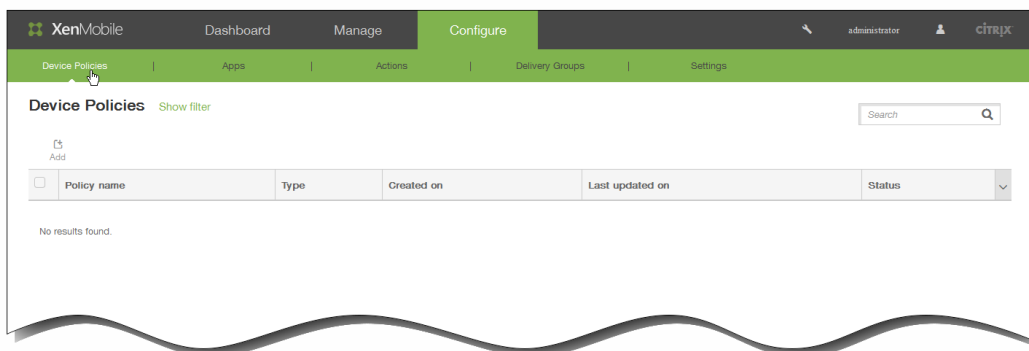 XenMobile Dashboard Manage Configure administrator CITRIX
Device Policies | Apps | Actions | Delivery Groups | Settings
Device Policies Show filter Search
Add
Policy name Type Created on Last updated on Status
No results found.